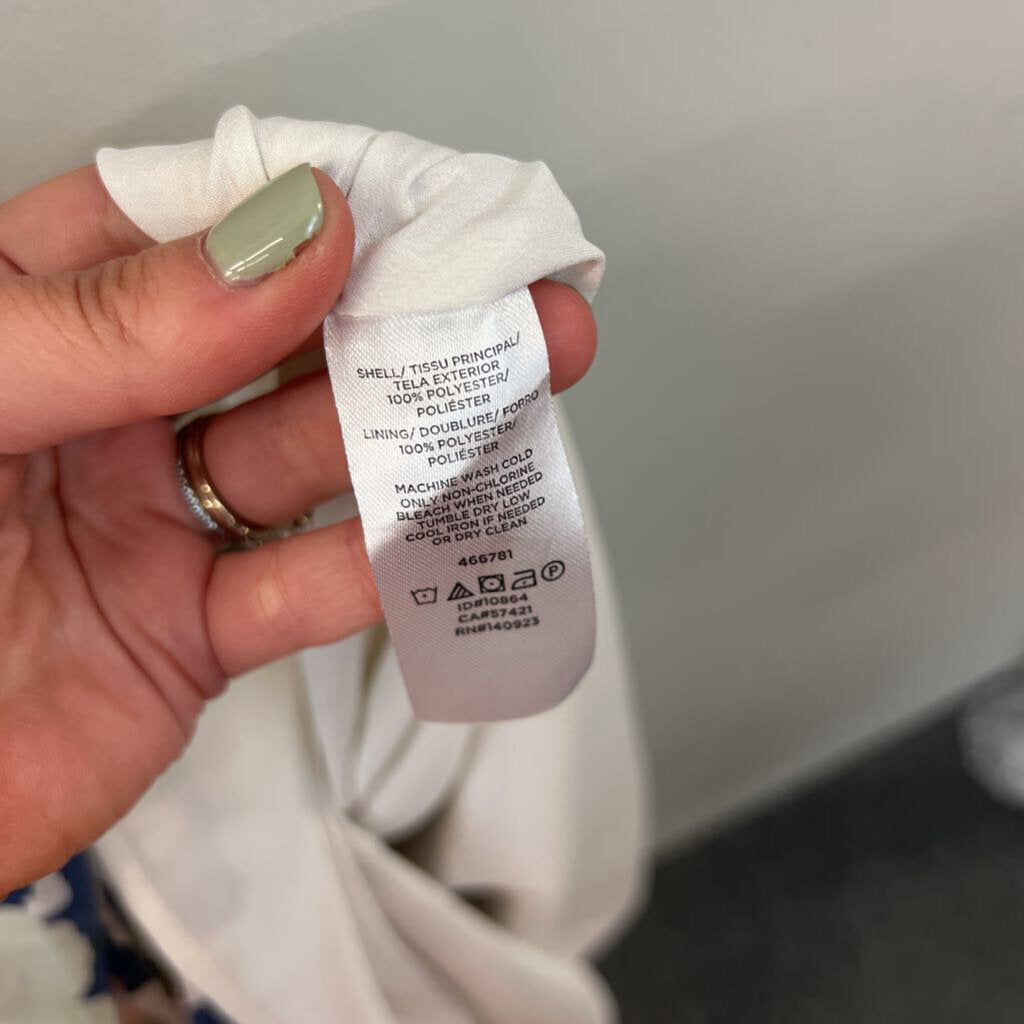 SHELL/ TISSU PRINCIPAL/
TELA EXTERIOR
100% POLYESTER/
POLIÉSTER
LINING/ DOUBLURE/ FORRO
100% POLYESTER/
POLIÉSTER
MACHINE WASH COLD
ONLY NON-CHLORINE
BLEACH WHEN NEEDED
TUMBLE DRY LOW
COOL IRON IF NEEDED
OR DRY CLEAN
466781
P
ID#10864
CA#57421
RN#140923